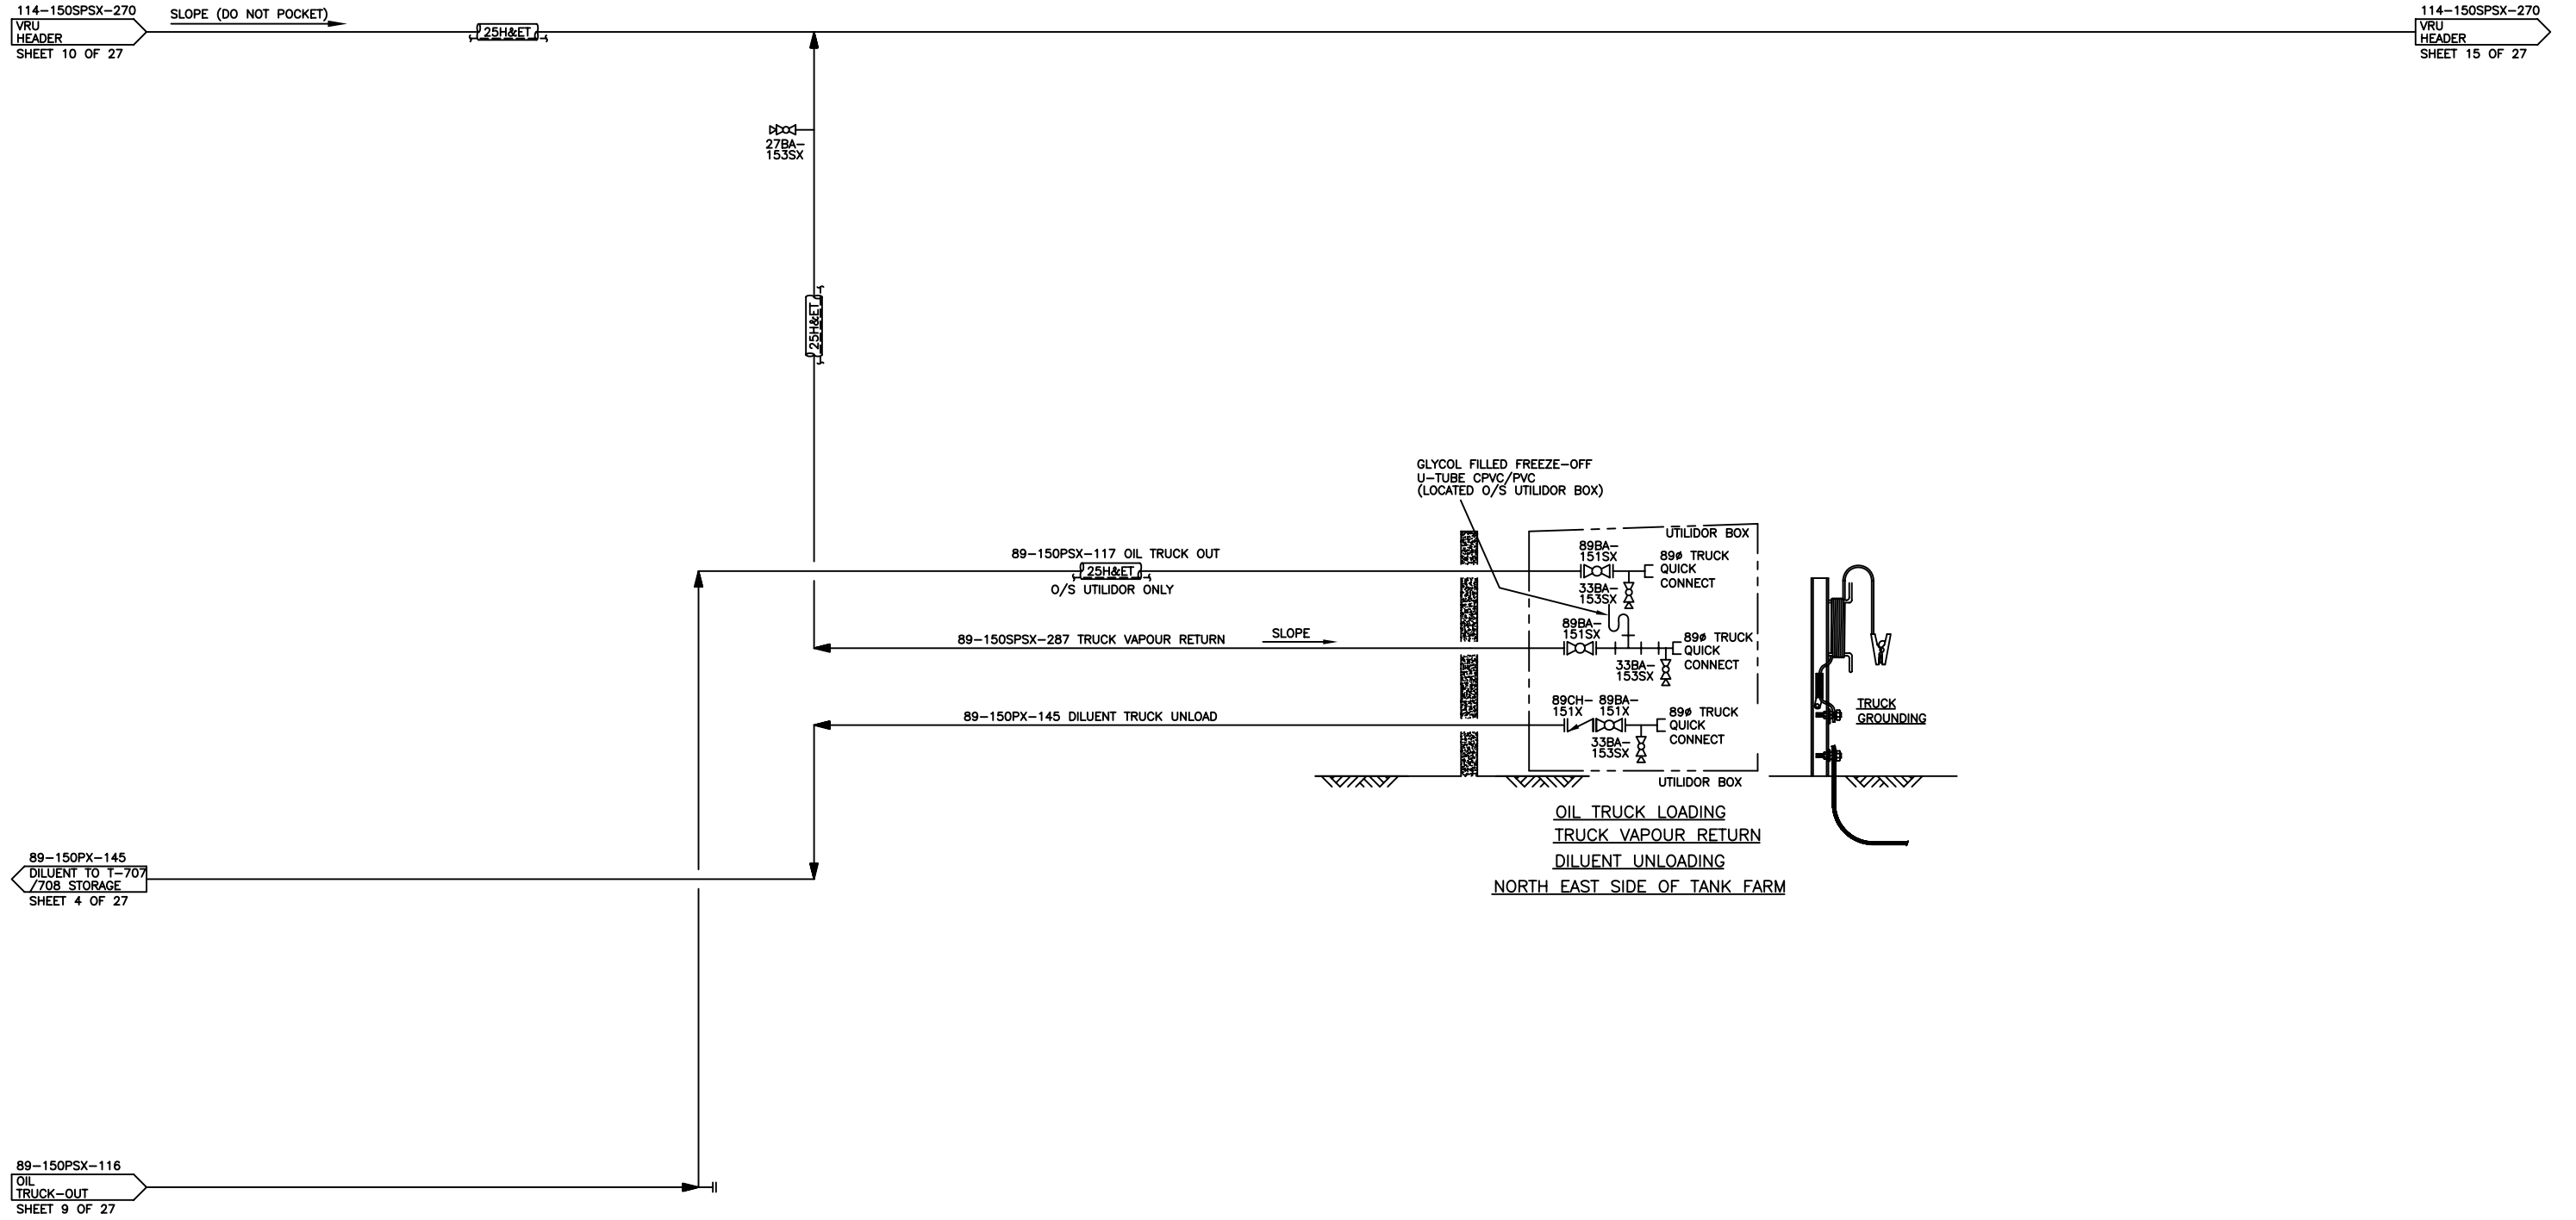 114-150SPSX-270
VRU
HEADER
SHEET 10 OF 27
SLOPE (DO NOT POCKET)
25H&ET
114-150SPSX-270
VRU
HEADER
SHEET 15 OF 27
27BA-
153SX
25H&ET
GLYCOL FILLED FREEZE-OFF
U-TUBE CPVC/PVC
(LOCATED O/S UTILIDOR BOX)
UTILIDOR BOX
89-150PSX-117 OIL TRUCK OUT
25H&ET
O/S UTILIDOR ONLY
89BA-
151SX
89ø TRUCK
QUICK
CONNECT
33BA-
153SX
89-150SPSX-287 TRUCK VAPOUR RETURN
SLOPE
89BA-
151SX
89ø TRUCK
QUICK
CONNECT
33BA-
153SX
89-150PX-145 DILUENT TRUCK UNLOAD
89CH-
151X
89BA-
151X
89ø TRUCK
QUICK
CONNECT
33BA-
153SX
UTILIDOR BOX
TRUCK
GROUNDING
OIL TRUCK LOADING
TRUCK VAPOUR RETURN
DILUENT UNLOADING
NORTH EAST SIDE OF TANK FARM
89-150PX-145
DILUENT TO T-707
/708 STORAGE
SHEET 4 OF 27
89-150PSX-116
OIL
TRUCK-OUT
SHEET 9 OF 27